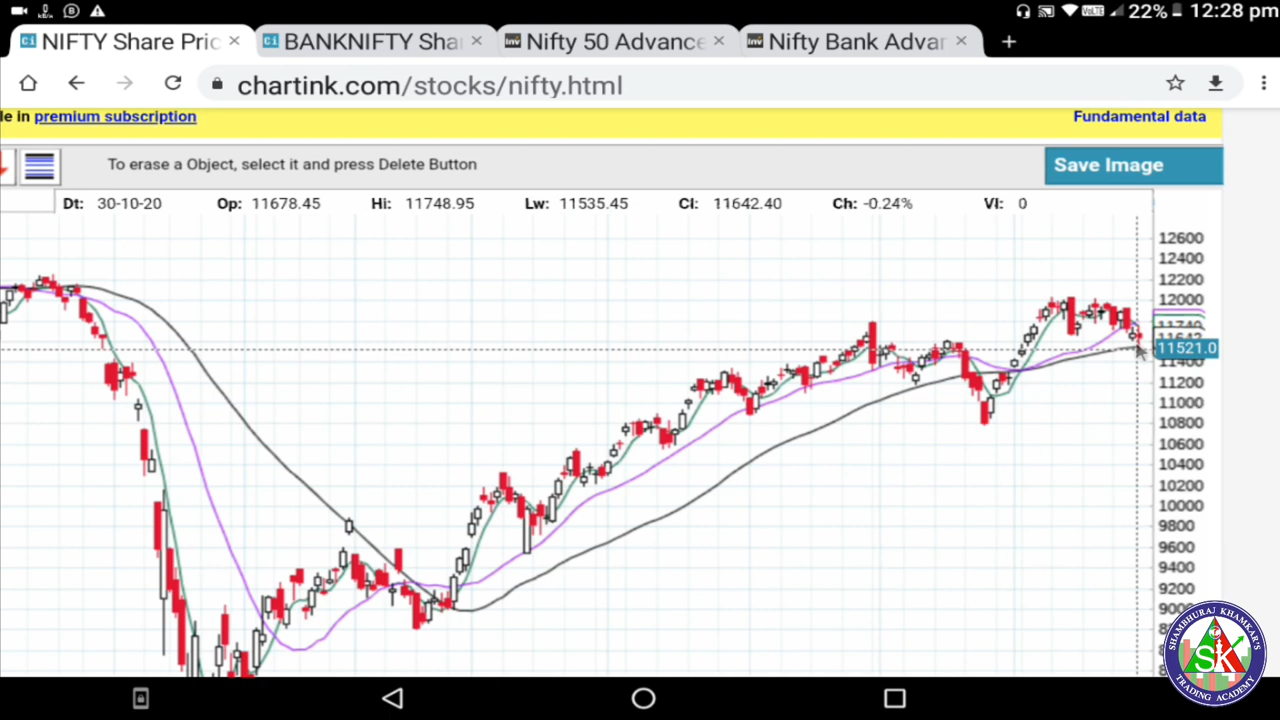 22% 12:28 pm
NIFTY Share Pric × BANKNIFTY Sha × Nifty 50 Advance × Nifty Bank Advar × +
chartink.com/stocks/nifty.html
le in premium subscription Fundamental data
To erase a Object, select it and press Delete Button Save Image
Dt: 30-10-20 Op: 11678.45 Hi: 11748.95 Lw: 11535.45 Cl: 11642.40 Ch: -0.24% Vl: 0
12600
12400
12200
12000
11521.0
11400
11200
11000
10800
10600
10400
10200
10000
9800
9600
9400
9200
SHAMBHURAJ KHAMKAR'S
SK
TRADING ACADEMY